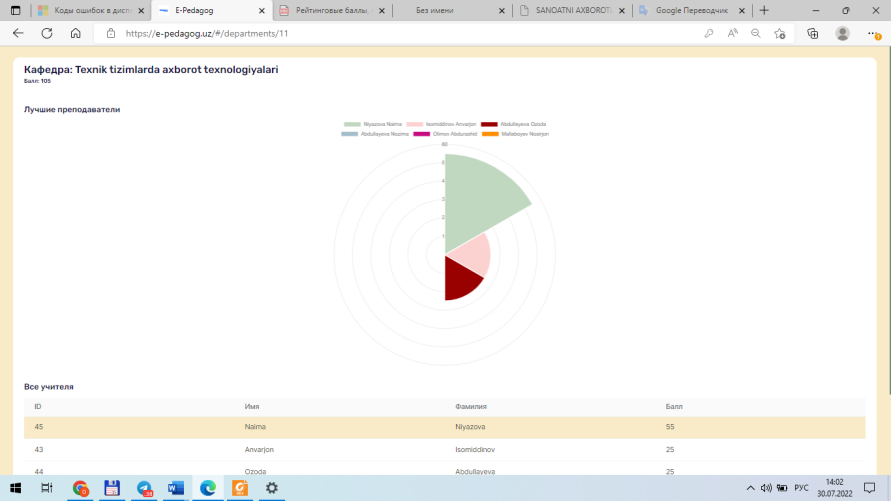 Коды ошибок в диспе
E-Pedagog
Рейтинговые баллы,
Без имени
SANOATNI AXBOROTL
Google Переводчик
https://e-pedagog.uz/#/departments/11
Кафедра: Texnik tizimlarda axborot texnologiyalari
Балл: 105
Лучшие преподаватели
Niyazova Naima Isomiddinov Anvarjon Abdullayeva Ozoda
Abdullayeva Nozima Olimov Abdurashid Mallaboyev Nosirjon
60
5
4
3
2
1
Все учителя
ID Имя Фамилия Балл
45 Naima Niyazova 55
43 Anvarjon Isomiddinov 25
44 Ozoda Abdullayeva 25
РУС
14:02
30.07.2022